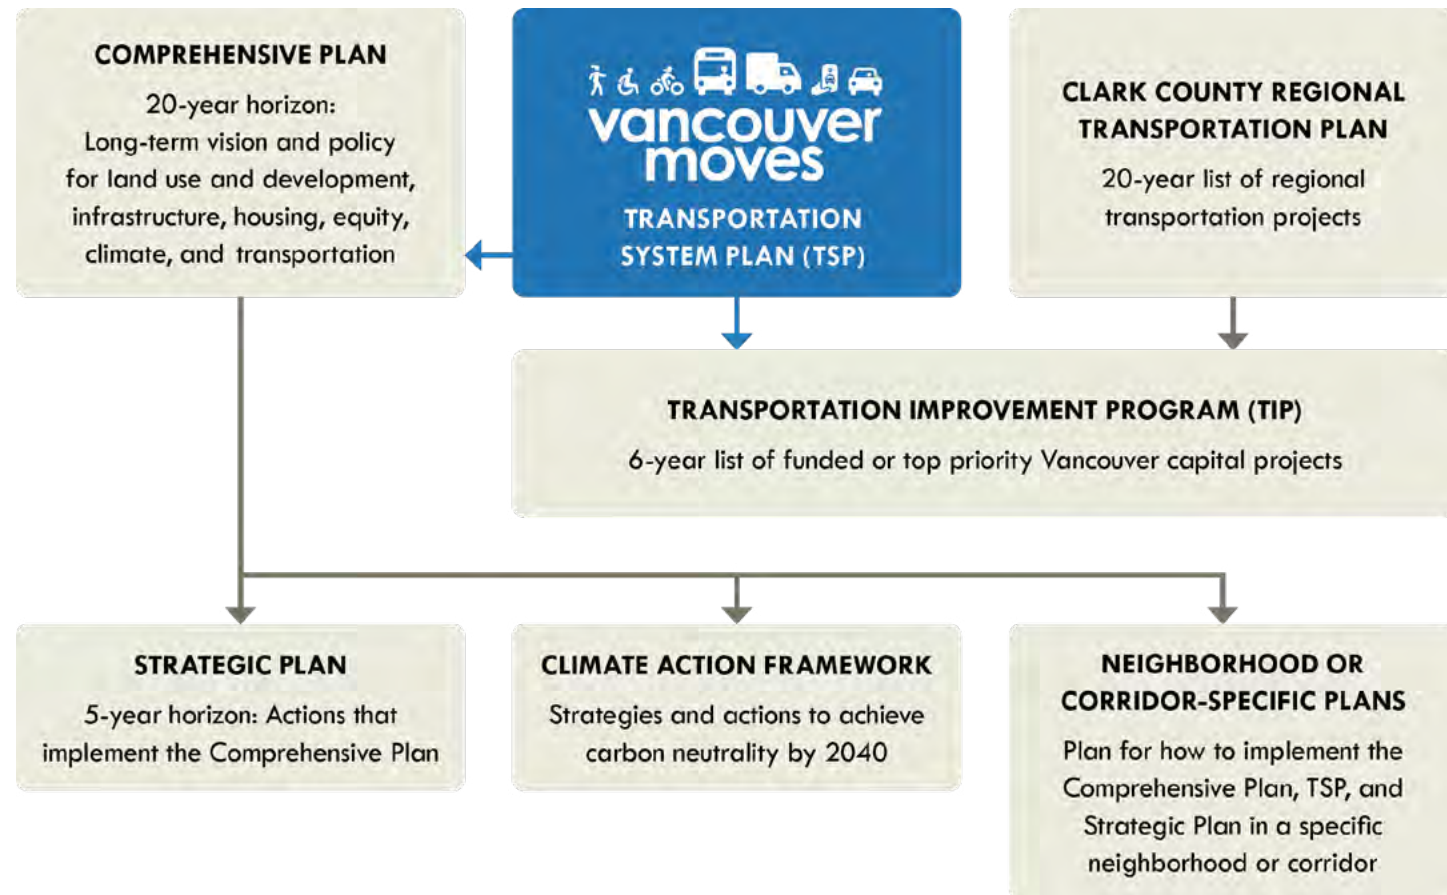 COMPREHENSIVE PLAN
20-year horizon:
Long-term vision and policy
for land use and development,
infrastructure, housing, equity,
climate, and transportation
vancouver
moves
TRANSPORTATION
SYSTEM PLAN (TSP)
CLARK COUNTY REGIONAL
TRANSPORTATION PLAN
20-year list of regional
transportation projects
TRANSPORTATION IMPROVEMENT PROGRAM (TIP)
6-year list of funded or top priority Vancouver capital projects
STRATEGIC PLAN
5-year horizon: Actions that
implement the Comprehensive Plan
CLIMATE ACTION FRAMEWORK
Strategies and actions to achieve
carbon neutrality by 2040
NEIGHBORHOOD OR
CORRIDOR-SPECIFIC PLANS
Plan for how to implement the
Comprehensive Plan, TSP, and
Strategic Plan in a specific
neighborhood or corridor